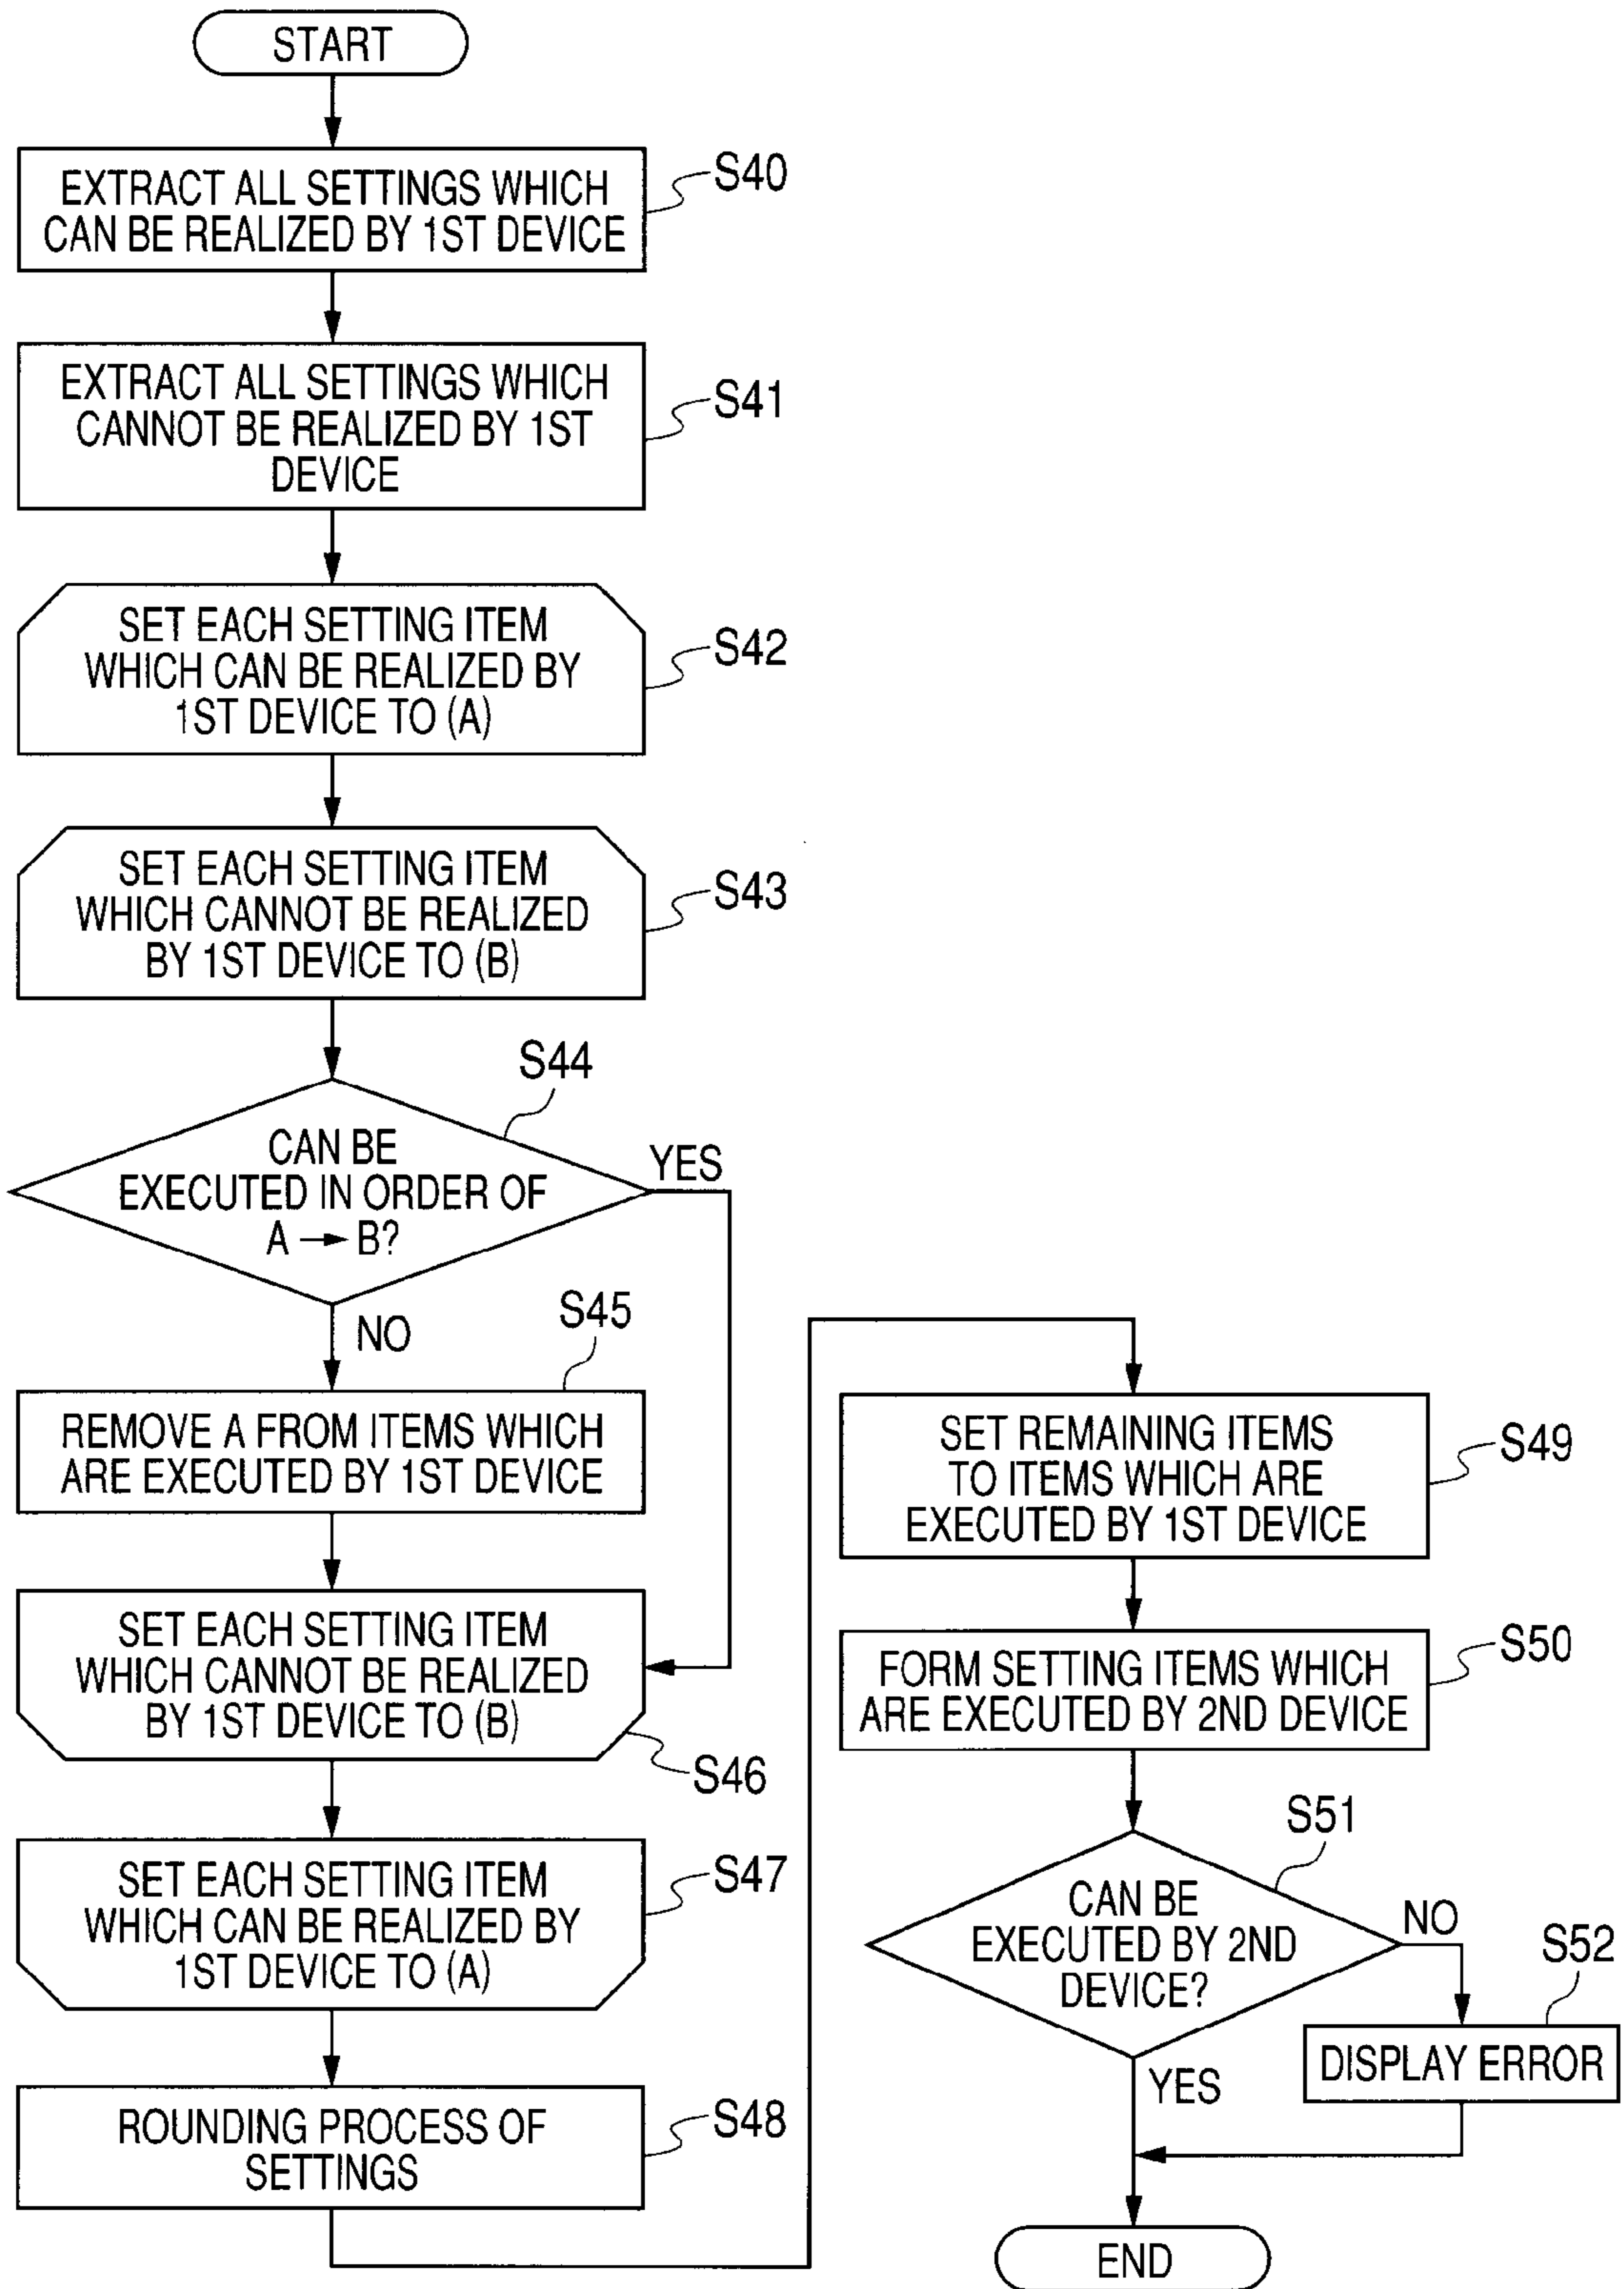 START
EXTRACT ALL SETTINGS WHICH
CAN BE REALIZED BY 1ST DEVICE
S40
EXTRACT ALL SETTINGS WHICH
CANNOT BE REALIZED BY 1ST
DEVICE
S41
SET EACH SETTING ITEM
WHICH CAN BE REALIZED BY
1ST DEVICE TO (A)
S42
SET EACH SETTING ITEM
WHICH CANNOT BE REALIZED
BY 1ST DEVICE TO (B)
S43
S44
CAN BE
EXECUTED IN ORDER OF
A → B?
YES
NO
S45
REMOVE A FROM ITEMS WHICH
ARE EXECUTED BY 1ST DEVICE
SET EACH SETTING ITEM
WHICH CANNOT BE REALIZED
BY 1ST DEVICE TO (B)
S46
SET EACH SETTING ITEM
WHICH CAN BE REALIZED BY
1ST DEVICE TO (A)
S47
ROUNDING PROCESS OF
SETTINGS
S48
SET REMAINING ITEMS
TO ITEMS WHICH ARE
EXECUTED BY 1ST DEVICE
S49
FORM SETTING ITEMS WHICH
ARE EXECUTED BY 2ND DEVICE
S50
S51
CAN BE
EXECUTED BY 2ND
DEVICE?
NO
S52
DISPLAY ERROR
YES
END